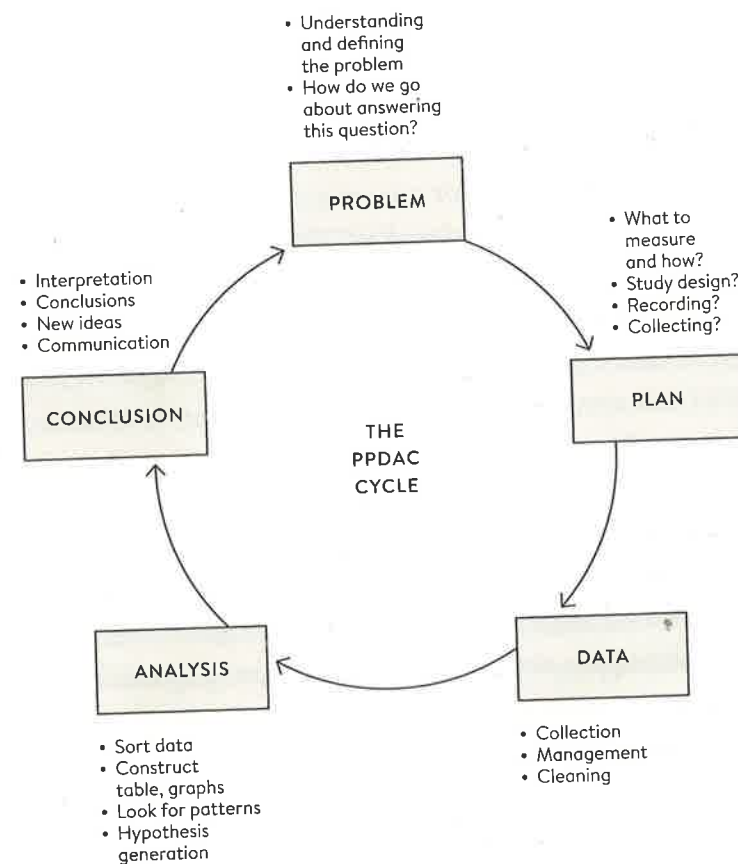 • Understanding
and defining
the problem
• How do we go
about answering
this question?
PROBLEM
• What to
measure
and how?
• Study design?
• Recording?
• Collecting?
PLAN
DATA
• Collection
• Management
• Cleaning
ANALYSIS
• Sort data
• Construct
table, graphs
• Look for patterns
• Hypothesis
generation
• Interpretation
• Conclusions
• New ideas
• Communication
CONCLUSION
THE
PPDAC
CYCLE